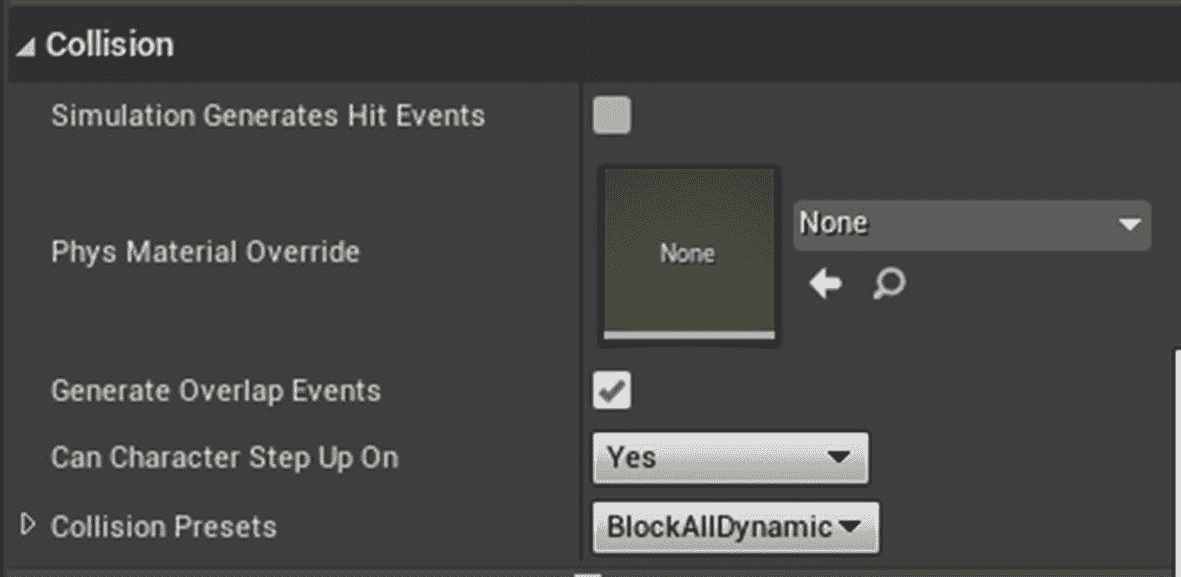 Collision
Simulation Generates Hit Events
Phys Material Override
None
None
Generate Overlap Events
Can Character Step Up On
Yes
Collision Presets
BlockAllDynamic